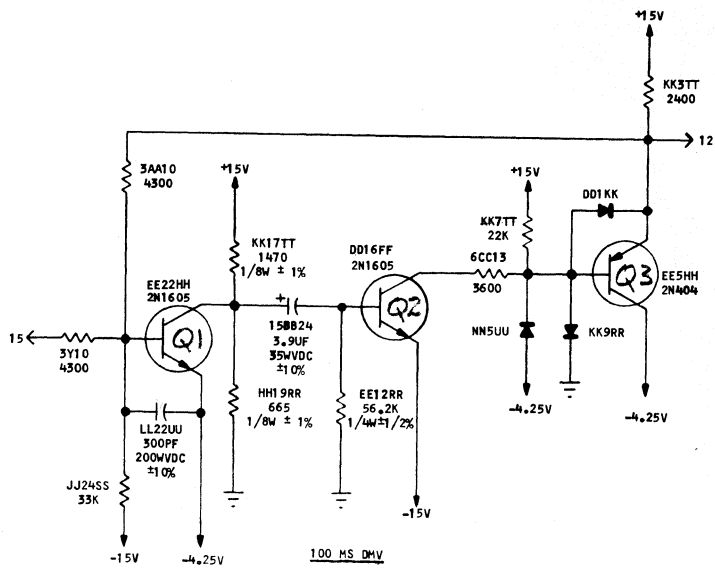 +15V
KK3TT
2400
12
3AA10
4300
+15V
+15V
DD1KK
KK17TT
1470
1/8W ± 1%
KK7TT
22K
DD16FF
2N1605
6CC13
3600
EE22HH
2N1605
Q1
Q2
Q3
EE5HH
2N404
15
3Y10
4300
+
15BB24
3.9UF
35WVDC
±10%
NN5UU
KK9RR
HH19RR
665
1/8W ± 1%
EE12RR
56.2K
1/4W±1/2%
-4.25V
-4.25V
LL22UU
300PF
200WVDC
±10%
JJ24SS
33K
-15V
-15V
-4.25V
100 MS DMV